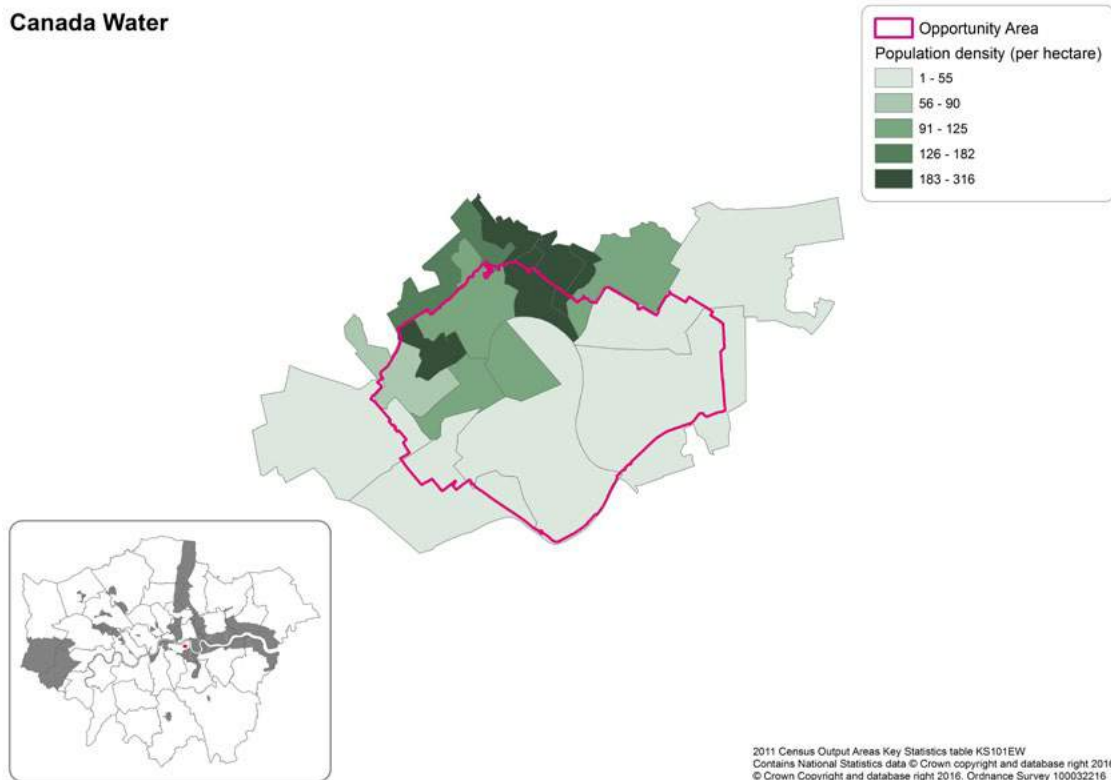 Canada Water
Opportunity Area
Population density (per hectare)
1 - 55
56 - 90
91 - 125
126 - 182
183 - 316
2011 Census Output Areas Key Statistics table KS101EW
Contains National Statistics data © Crown copyright and database right 2016
© Crown Copyright and database right 2016. Ordnance Survey 100032216